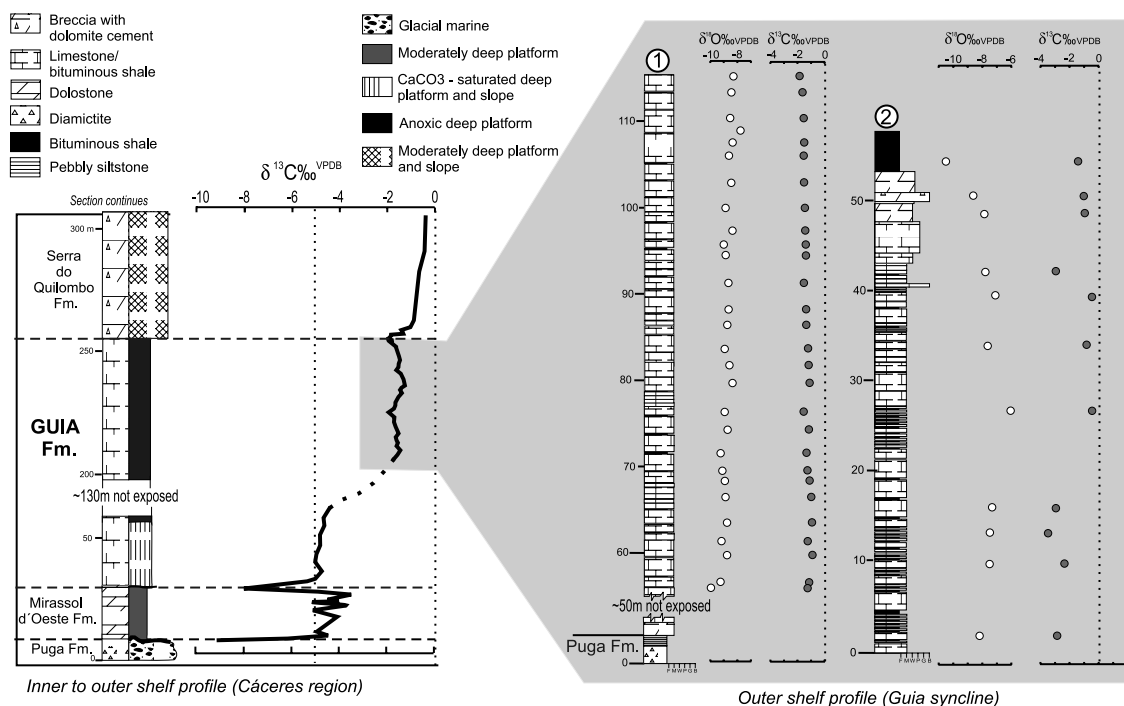 Breccia with
dolomite cement
Limestone/
bituminous shale
Dolostone
Diamictite
Bituminous shale
Pebbly siltstone
Glacial marine
Moderately deep platform
CaCO3 - saturated deep
platform and slope
Anoxic deep platform
Moderately deep platform
and slope
δ 13C‰ VPDB
Section continues
-10 -8 -6 -4 -2 0
300 m
Serra
do
Quilombo
Fm.
250
GUIA
Fm.
200
~130m not exposed
50
Mirassol
d´Oeste Fm.
Puga Fm.
0
Inner to outer shelf profile (Cáceres region)
δ18O‰VPDB δ13C‰VPDB
-10 -8 -4 -2 0
1
110
100
90
80
70
60
~50m not exposed
Puga Fm.
0
F M W P G B
δ18O‰VPDB δ13C‰VPDB
-10 -8 -6 -4 -2 0
2
50
40
30
20
10
0
F M W P G B
Outer shelf profile (Guia syncline)